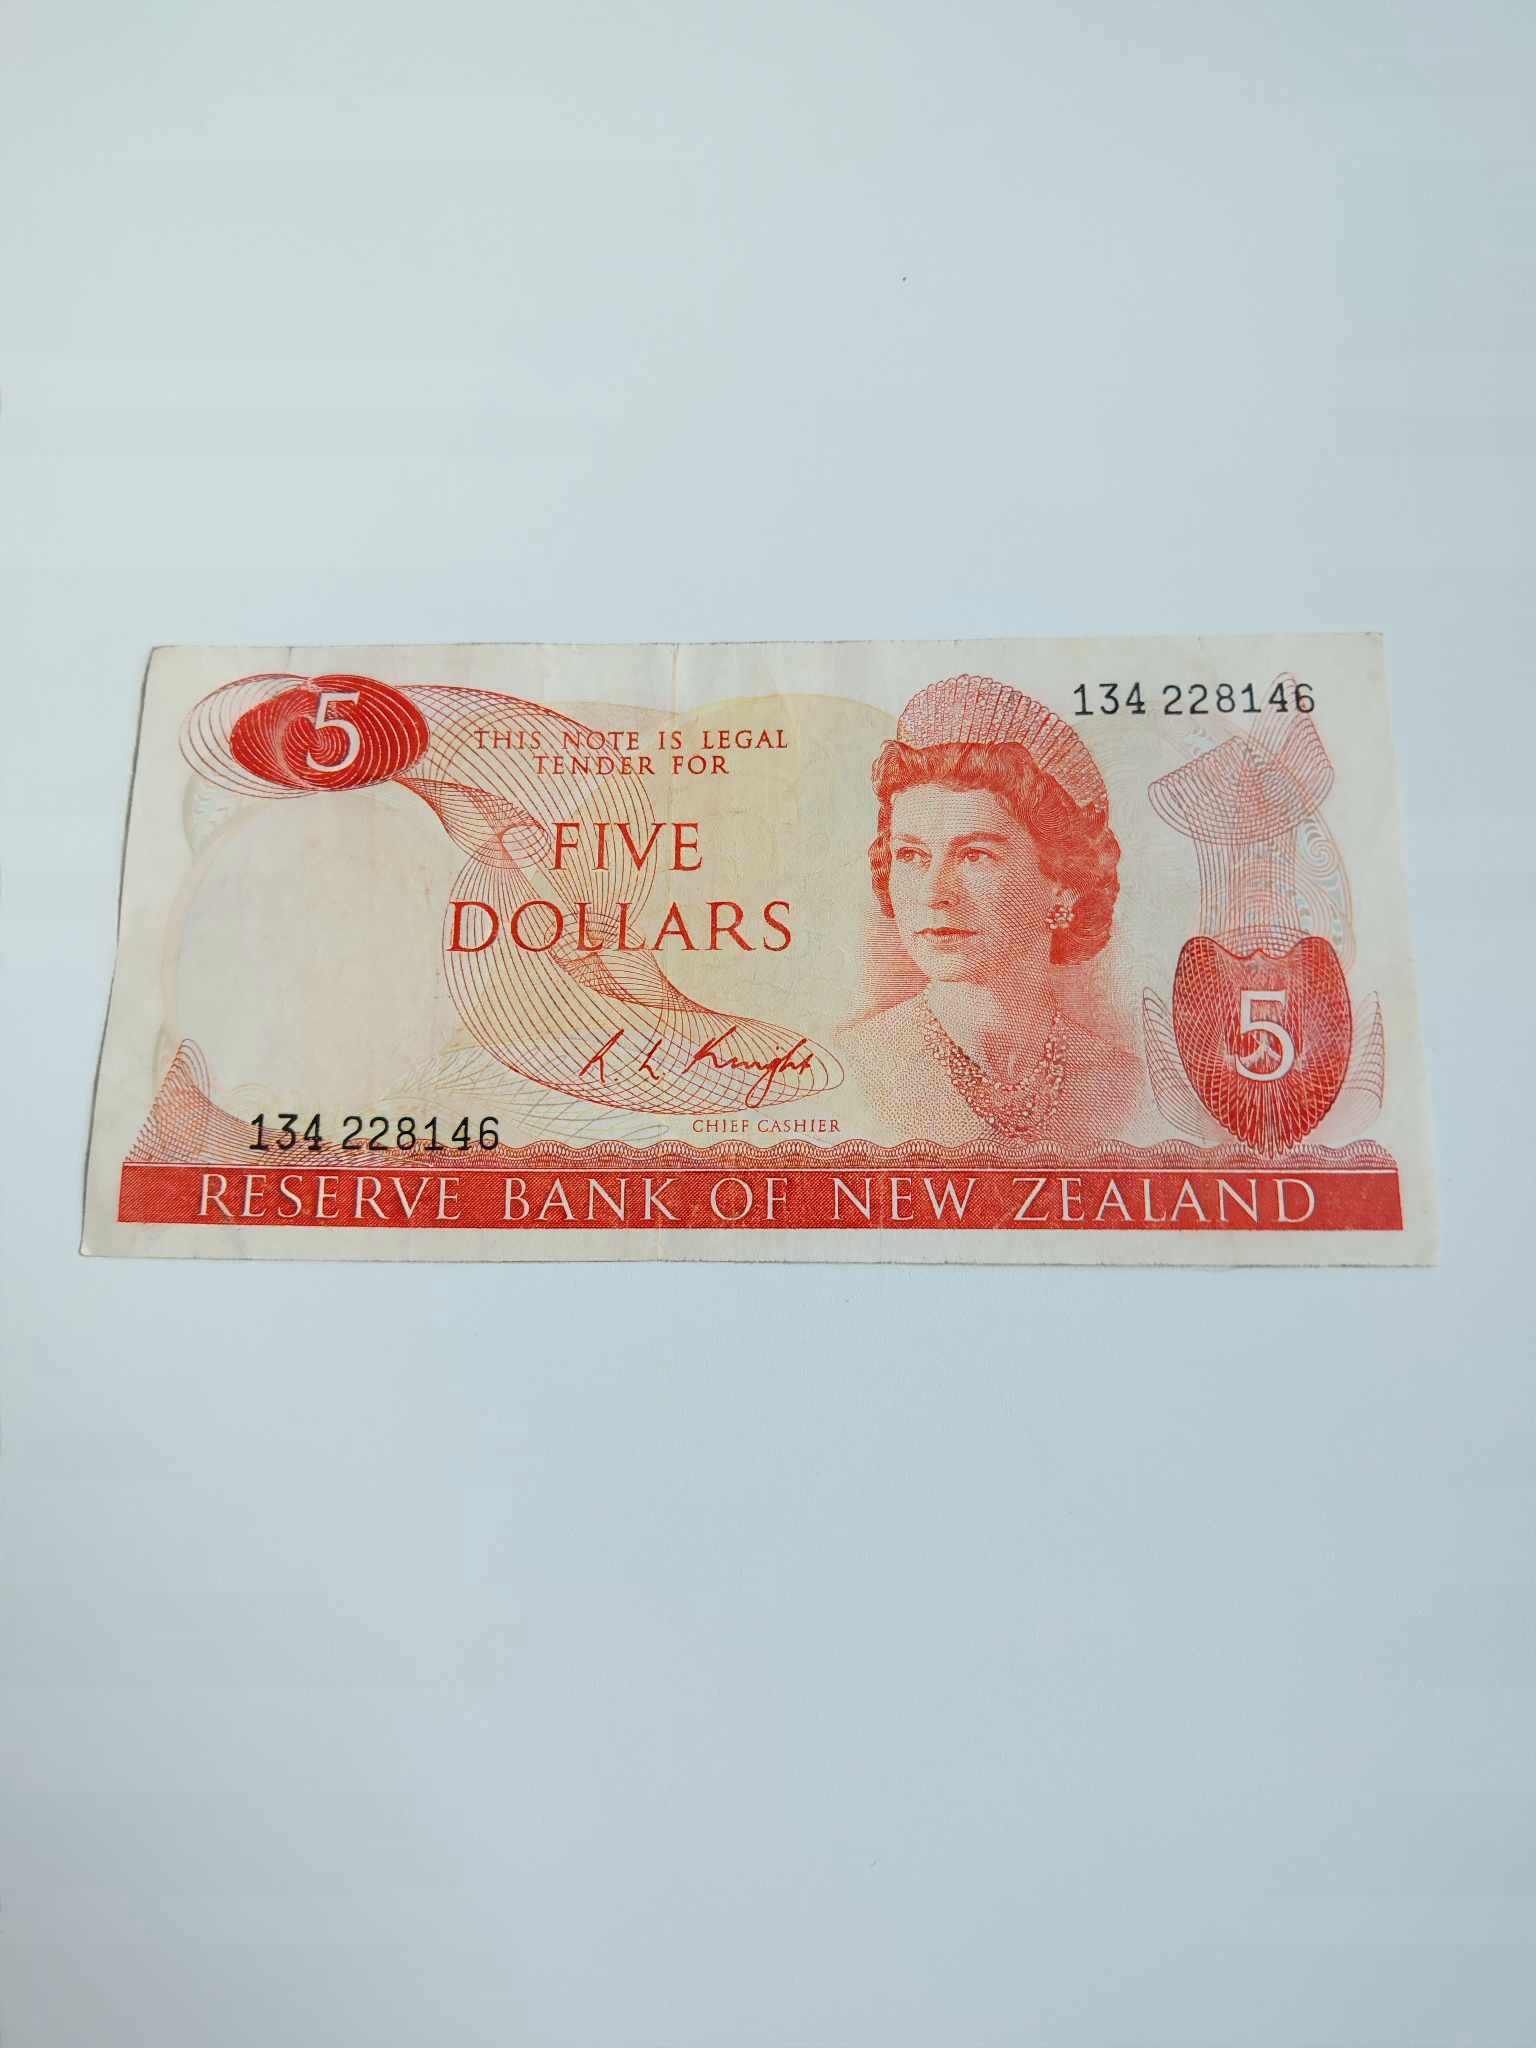 5
134 228146
THIS NOTE IS LEGAL
TENDER FOR
FIVE
DOLLARS
5
R. L. Knight
CHIEF CASHIER
134 228146
RESERVE BANK OF NEW ZEALAND